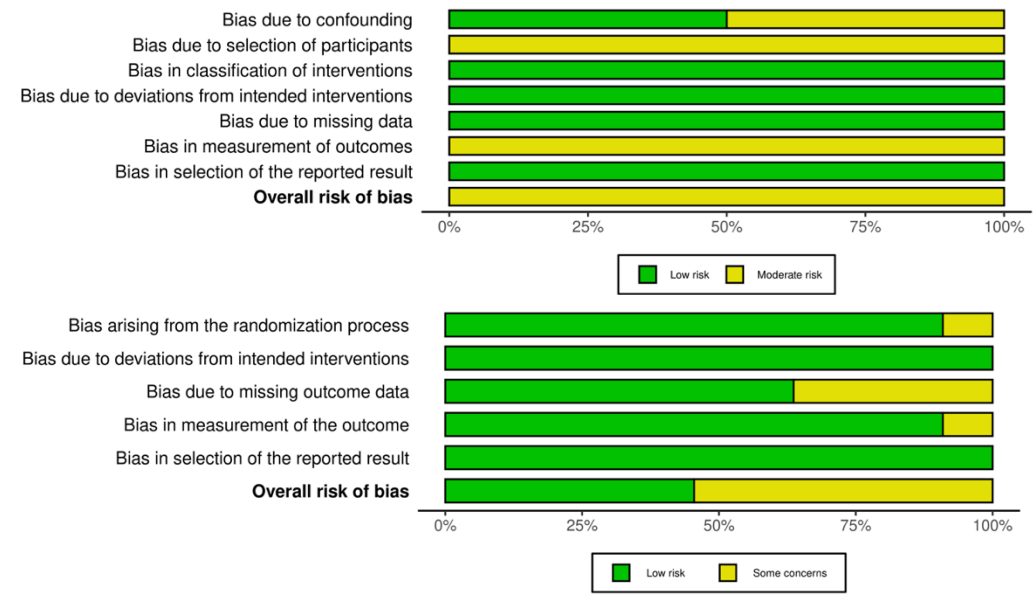 Bias due to confounding
Bias due to selection of participants
Bias in classification of interventions
Bias due to deviations from intended interventions
Bias due to missing data
Bias in measurement of outcomes
Bias in selection of the reported result
Overall risk of bias
0% 25% 50% 75% 100%
Low risk Moderate risk
Bias arising from the randomization process
Bias due to deviations from intended interventions
Bias due to missing outcome data
Bias in measurement of the outcome
Bias in selection of the reported result
Overall risk of bias
0% 25% 50% 75% 100%
Low risk Some concerns